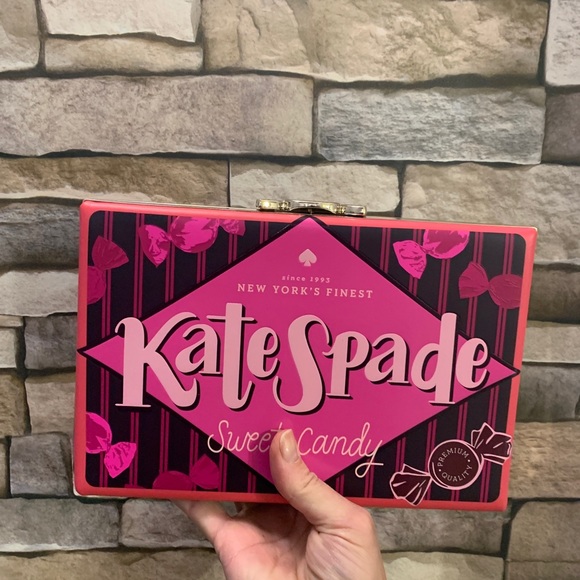 since 1993
NEW YORK'S FINEST
Kate Spade
Sweet Candy
PREMIUM
QUALITY